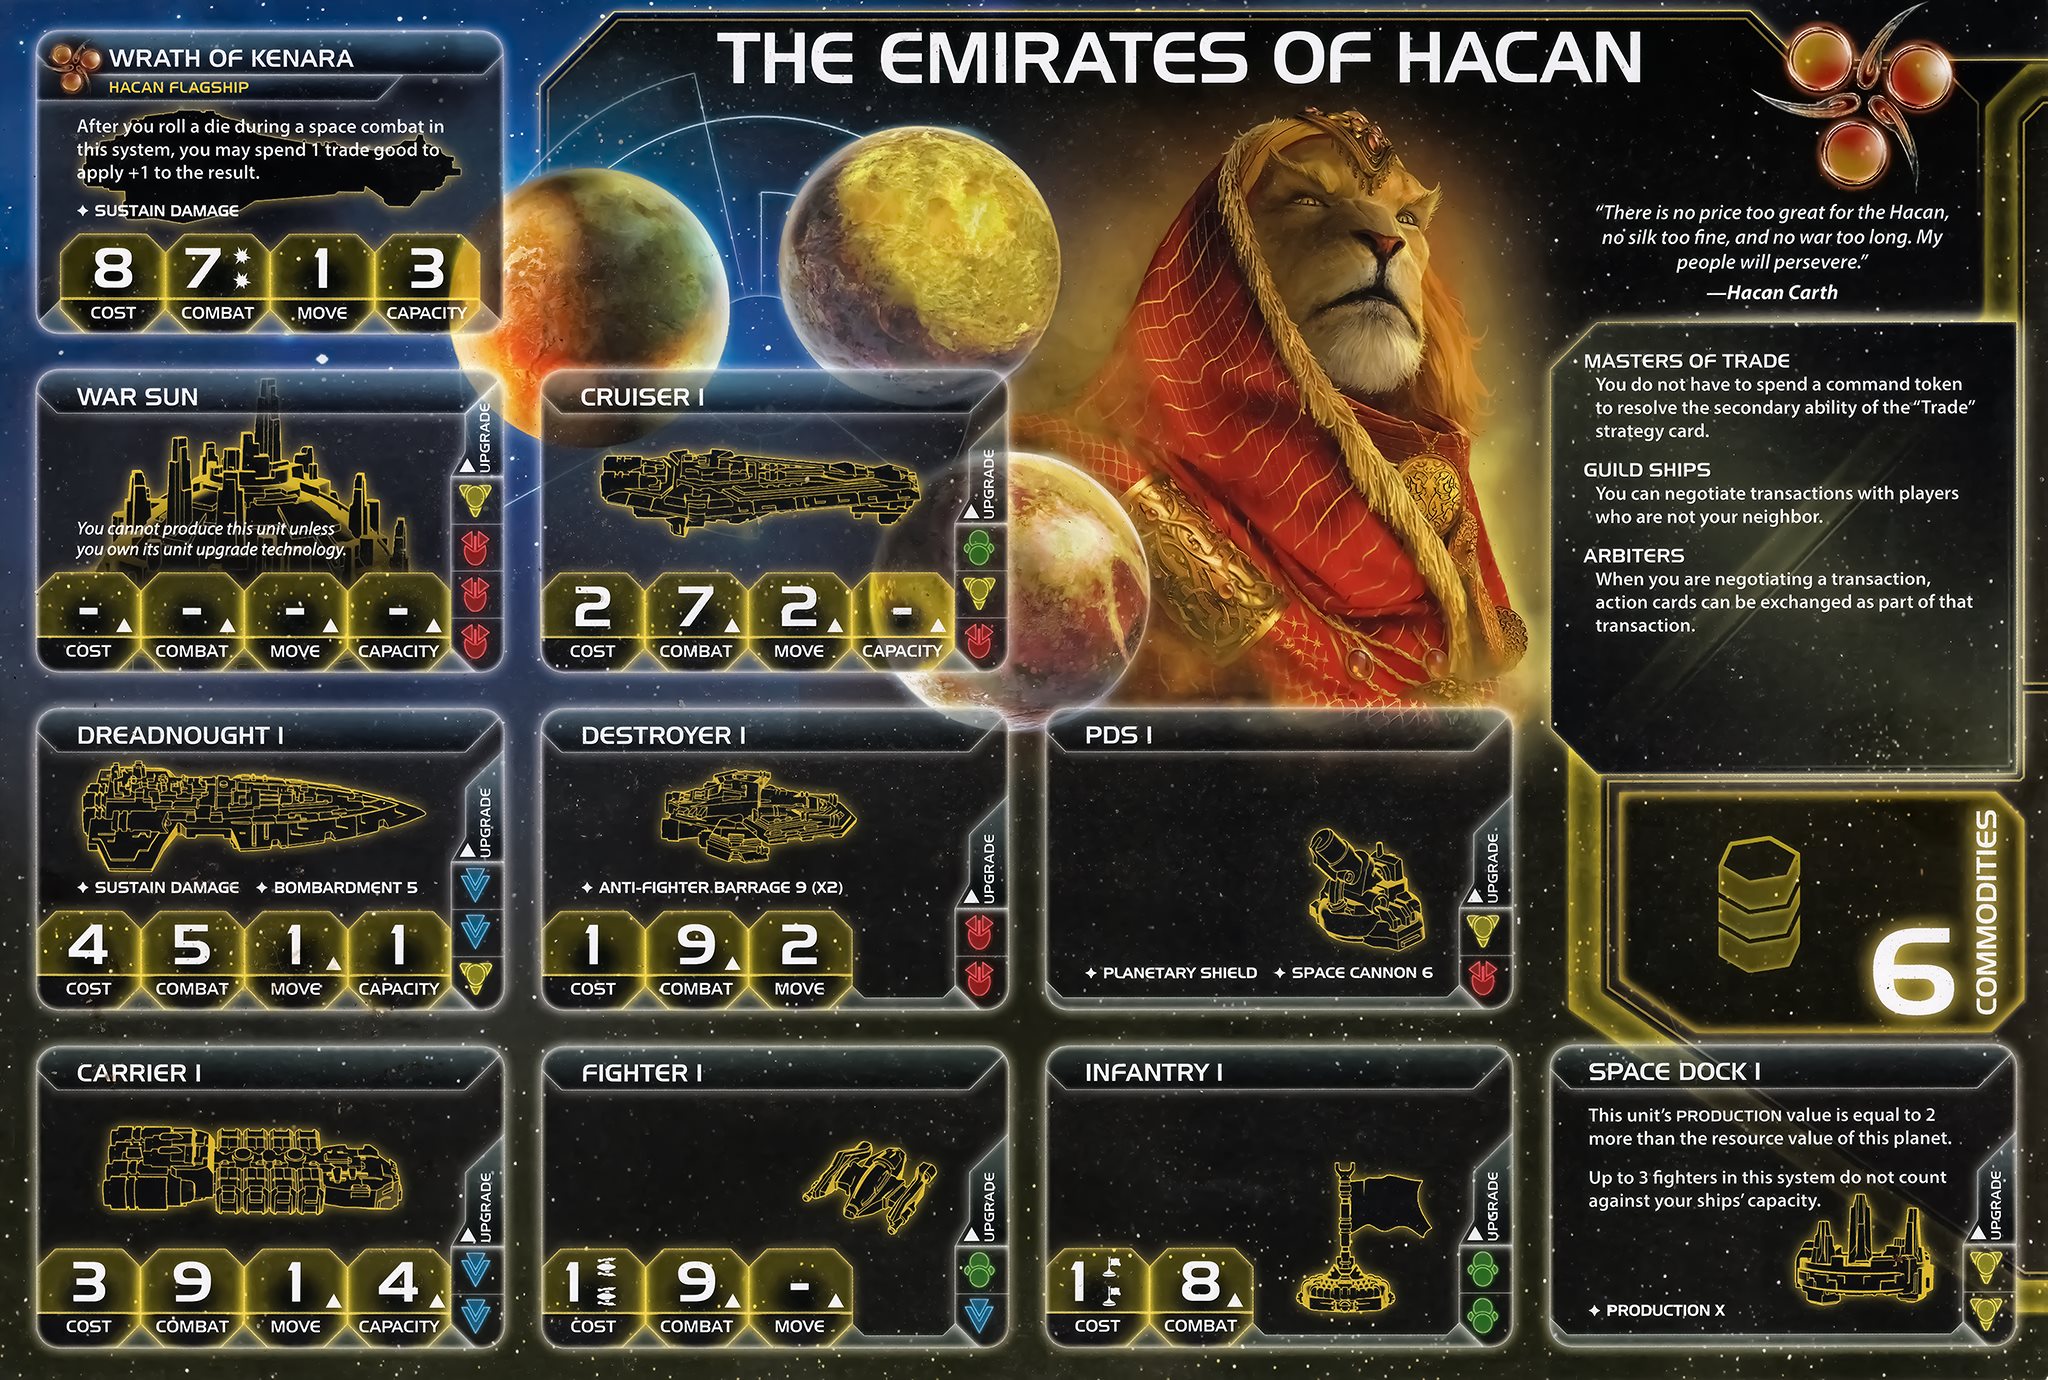 THE EMIRATES OF HACAN
WRATH OF KENARA
HACAN FLAGSHIP
After you roll a die during a space combat in
this system, you may spend 1 trade good to
apply +1 to the result.
SUSTAIN DAMAGE
8 7 1 3
COST COMBAT MOVE CAPACITY
"There is no price too great for the Hacan,
no silk too fine, and no war too long. My
people will persevere."
—Hacan Carth
MASTERS OF TRADE
You do not have to spend a command token
to resolve the secondary ability of the "Trade"
strategy card.
GUILD SHIPS
You can negotiate transactions with players
who are not your neighbor.
ARBITERS
When you are negotiating a transaction,
action cards can be exchanged as part of that
transaction.
WAR SUN
UPGRADE
You cannot produce this unit unless
you own its unit upgrade technology.
- - - -
COST COMBAT MOVE CAPACITY
CRUISER I
UPGRADE
2 7 2 -
COST COMBAT MOVE CAPACITY
DREADNOUGHT I
UPGRADE
SUSTAIN DAMAGE BOMBARDMENT 5
4 5 1 1
COST COMBAT MOVE CAPACITY
DESTROYER I
UPGRADE
ANTI-FIGHTER BARRAGE 9 (X2)
1 9 2
COST COMBAT MOVE
PDS I
UPGRADE
PLANETARY SHIELD SPACE CANNON 6
6
COMMODITIES
CARRIER I
UPGRADE
3 9 1 4
COST COMBAT MOVE CAPACITY
FIGHTER I
UPGRADE
1 9 -
COST COMBAT MOVE
INFANTRY I
UPGRADE
1 8
COST COMBAT
SPACE DOCK I
This unit's PRODUCTION value is equal to 2
more than the resource value of this planet.
Up to 3 fighters in this system do not count
against your ships' capacity.
UPGRADE
PRODUCTION X